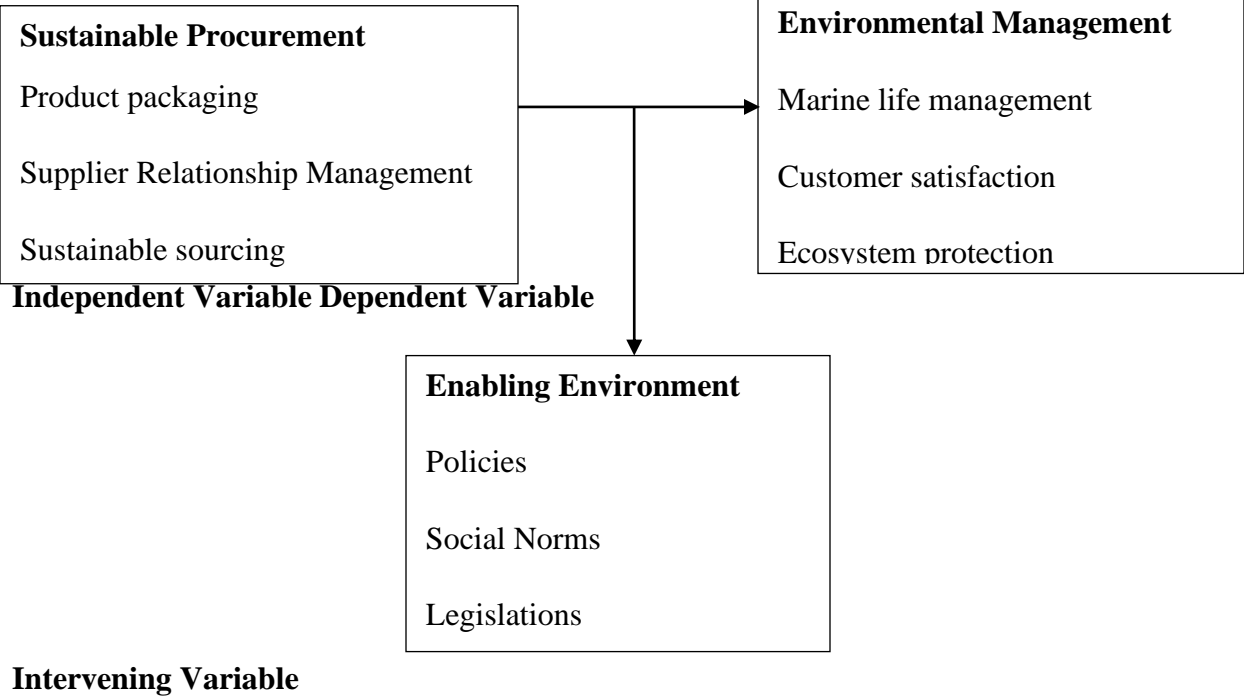 Sustainable Procurement
Product packaging
Supplier Relationship Management
Sustainable sourcing
Environmental Management
Marine life management
Customer satisfaction
Ecosystem protection
Independent Variable Dependent Variable
Enabling Environment
Policies
Social Norms
Legislations
Intervening Variable